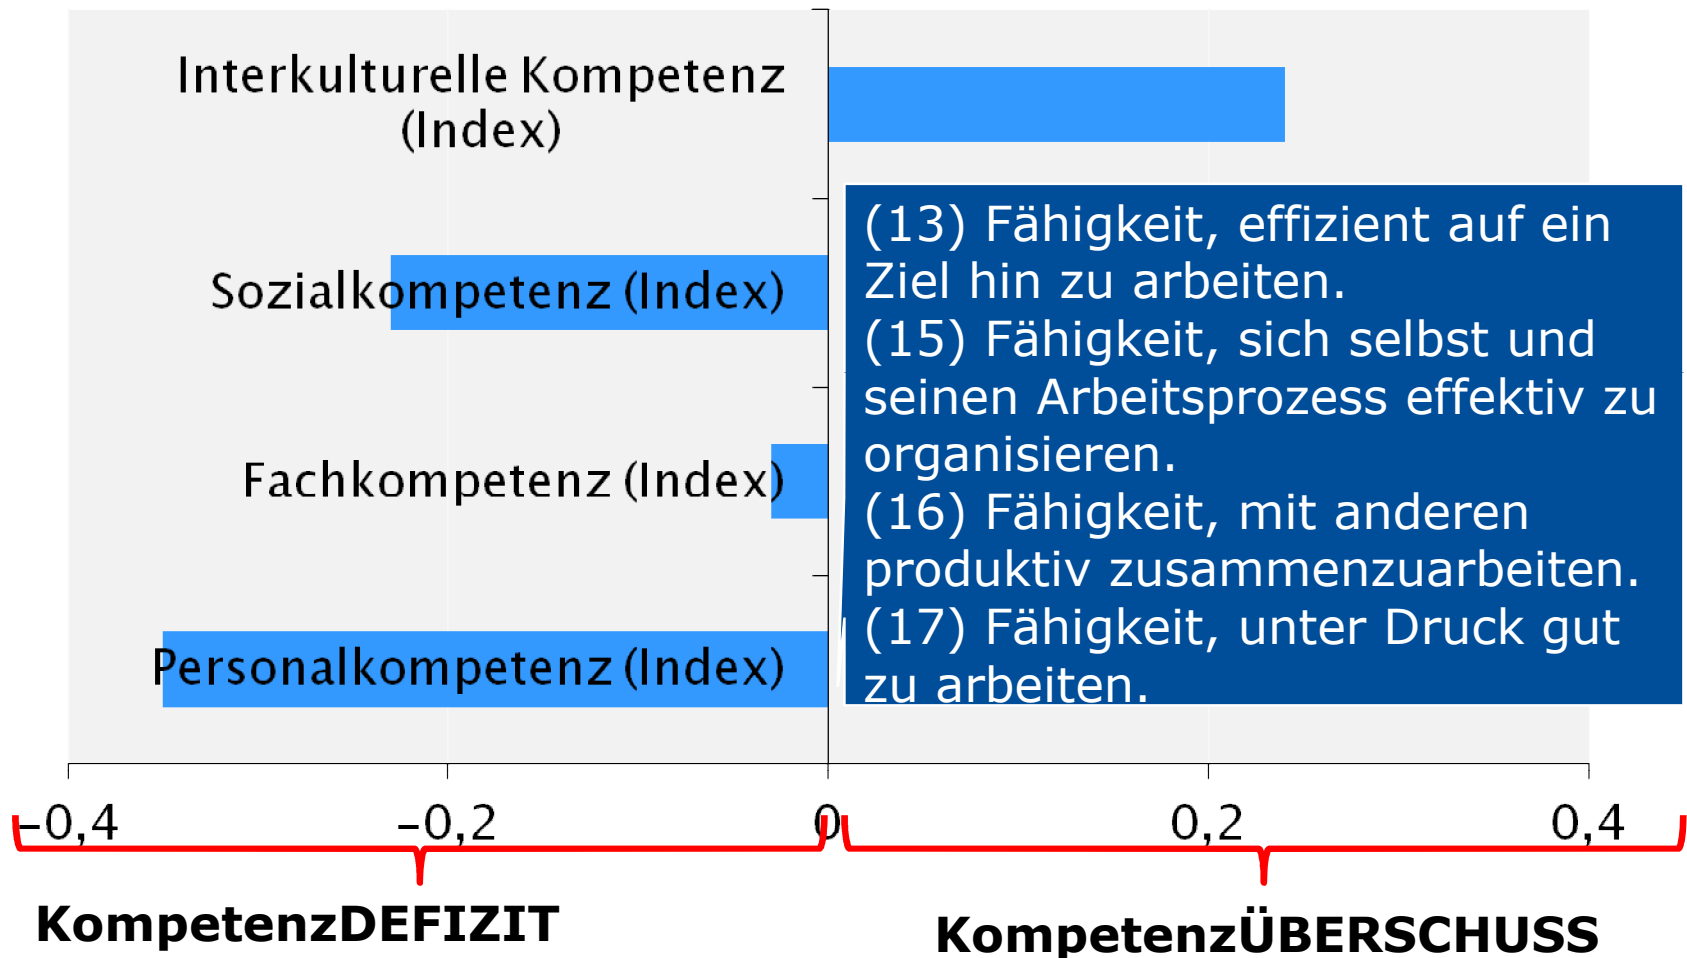 Interkulturelle Kompetenz
(Index)
Sozialkompetenz (Index)
Fachkompetenz (Index)
Personalkompetenz (Index)
(13) Fähigkeit, effizient auf ein
Ziel hin zu arbeiten.
(15) Fähigkeit, sich selbst und
seinen Arbeitsprozess effektiv zu
organisieren.
(16) Fähigkeit, mit anderen
produktiv zusammenzuarbeiten.
(17) Fähigkeit, unter Druck gut
zu arbeiten.
−0,4 −0,2 0 0,2 0,4
KompetenzDEFIZIT
KompetenzÜBERSCHUSS